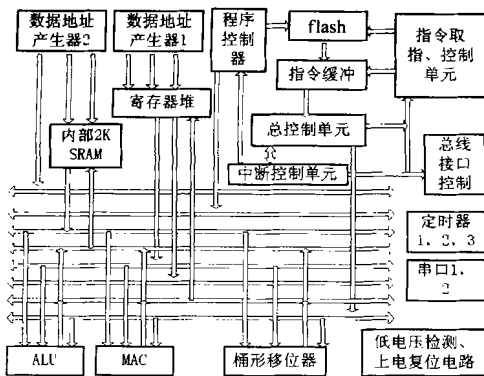 数据地址
产生器2
数据地址
产生器1
程序控制
器
flash
指令取
指、控制
单元
指令缓冲
寄存器堆
内部2K
SRAM
总控制单元
中断控制单元
总线
接口
控制
定时器
1, 2, 3
串口1,
2
ALU
MAC
桶形移位器
低电压检测、
上电复位电路